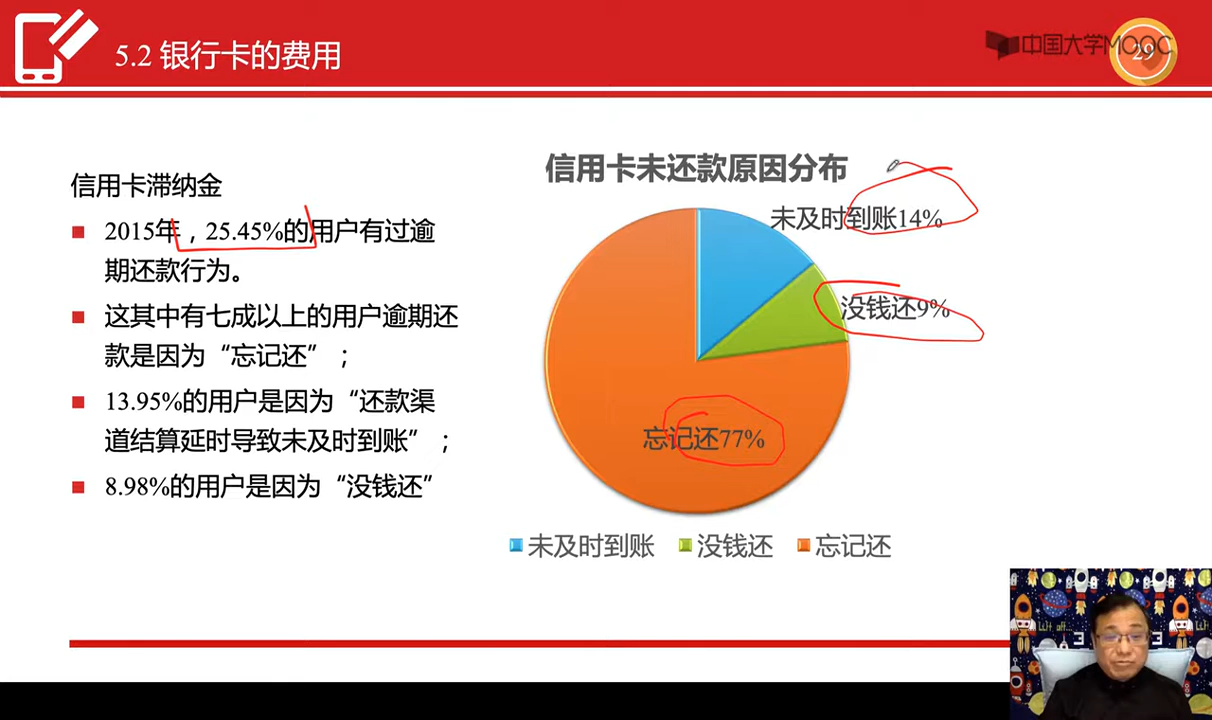 5.2 银行卡的费用
中国大学MOOC
29
信用卡滞纳金
2015年，25.45%的用户有过逾
期还款行为。
这其中有七成以上的用户逾期还
款是因为“忘记还”；
13.95%的用户是因为“还款渠
道结算延时导致未及时到账”；
8.98%的用户是因为“没钱还”
信用卡未还款原因分布
未及时到账14%
没钱还9%
忘记还77%
未及时到账 没钱还 忘记还